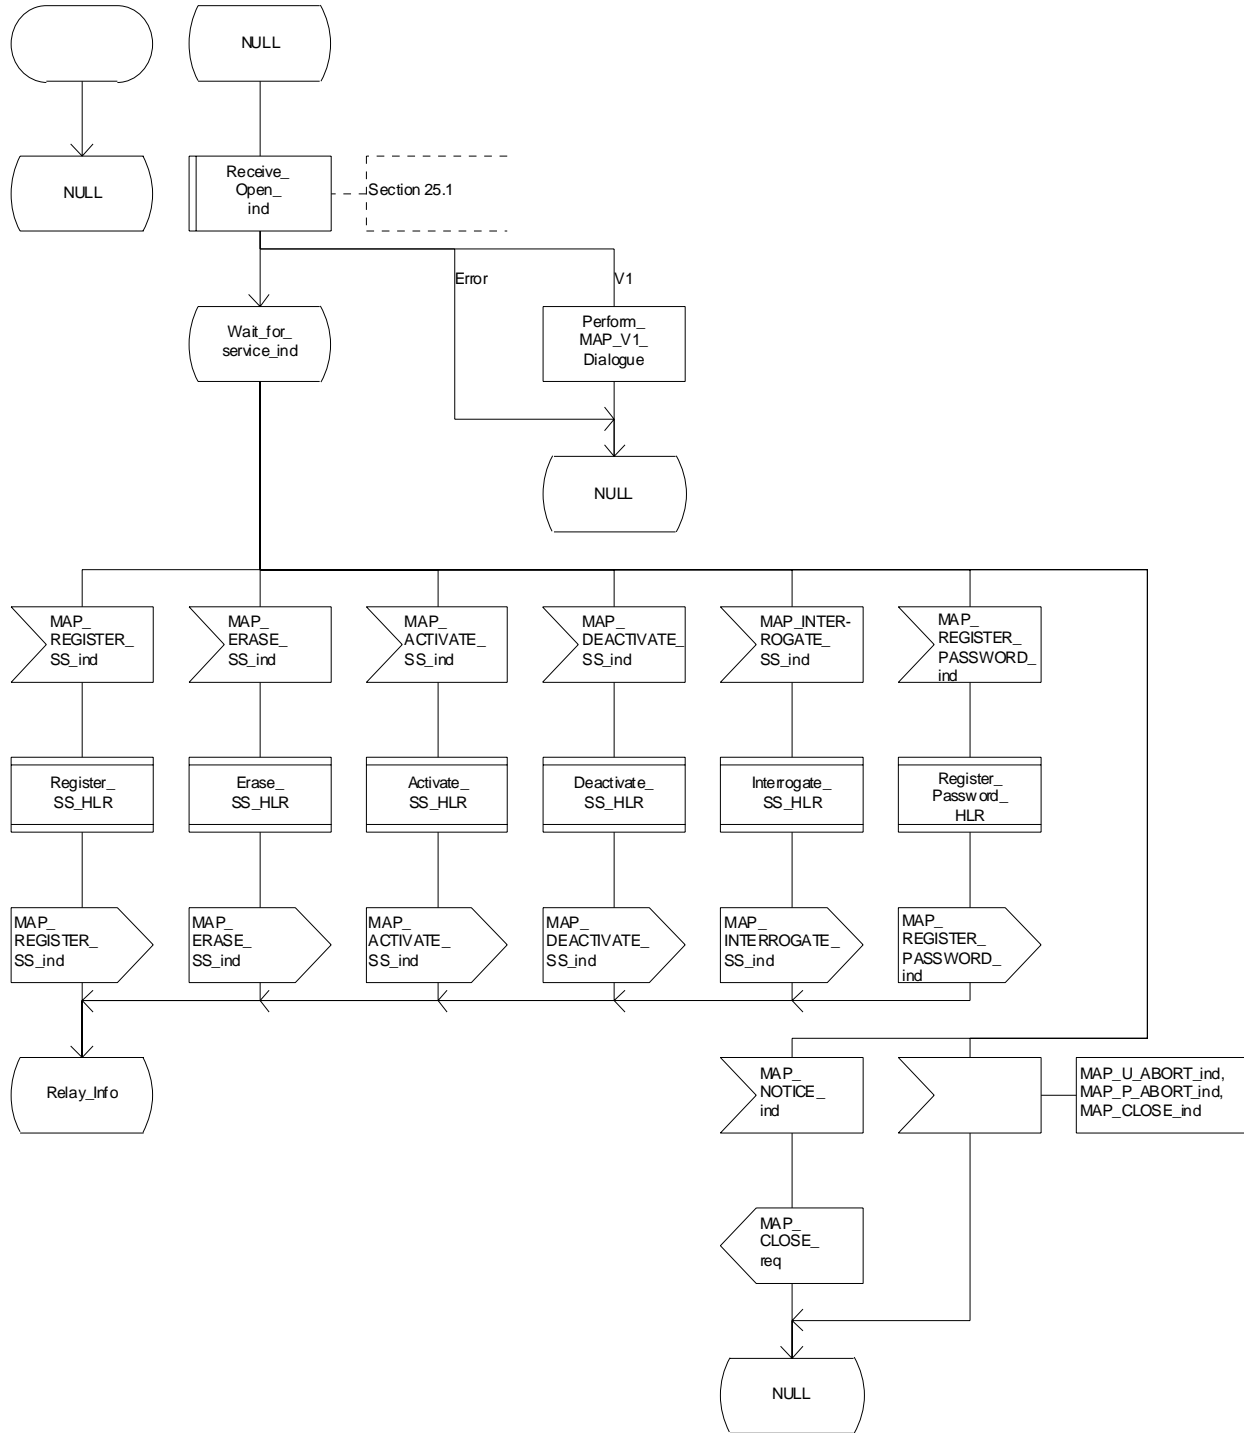 NULL
NULL
Receive_
Open_
ind
Section 25.1
Error
V1
Wait_for_
service_ind
Perform_
MAP_V1_
Dialogue
NULL
MAP_
REGISTER_
SS_ind
MAP_
ERASE_
SS_ind
MAP_
ACTIVATE_
SS_ind
MAP_
DEACTIVATE_
SS_ind
MAP_INTER-
ROGATE_
SS_ind
MAP_
REGISTER_
PASSWORD_
ind
Register_
SS_HLR
Erase_
SS_HLR
Activate_
SS_HLR
Deactivate_
SS_HLR
Interrogate_
SS_HLR
Register_
Password_
HLR
MAP_
REGISTER_
SS_ind
MAP_
ERASE_
SS_ind
MAP_
ACTIVATE_
SS_ind
MAP_
DEACTIVATE_
SS_ind
MAP_
INTERROGATE_
SS_ind
MAP_
REGISTER_
PASSWORD_
ind
Relay_Info
MAP_
NOTICE_
ind
MAP_U_ABORT_ind,
MAP_P_ABORT_ind,
MAP_CLOSE_ind
MAP_
CLOSE_
req
NULL